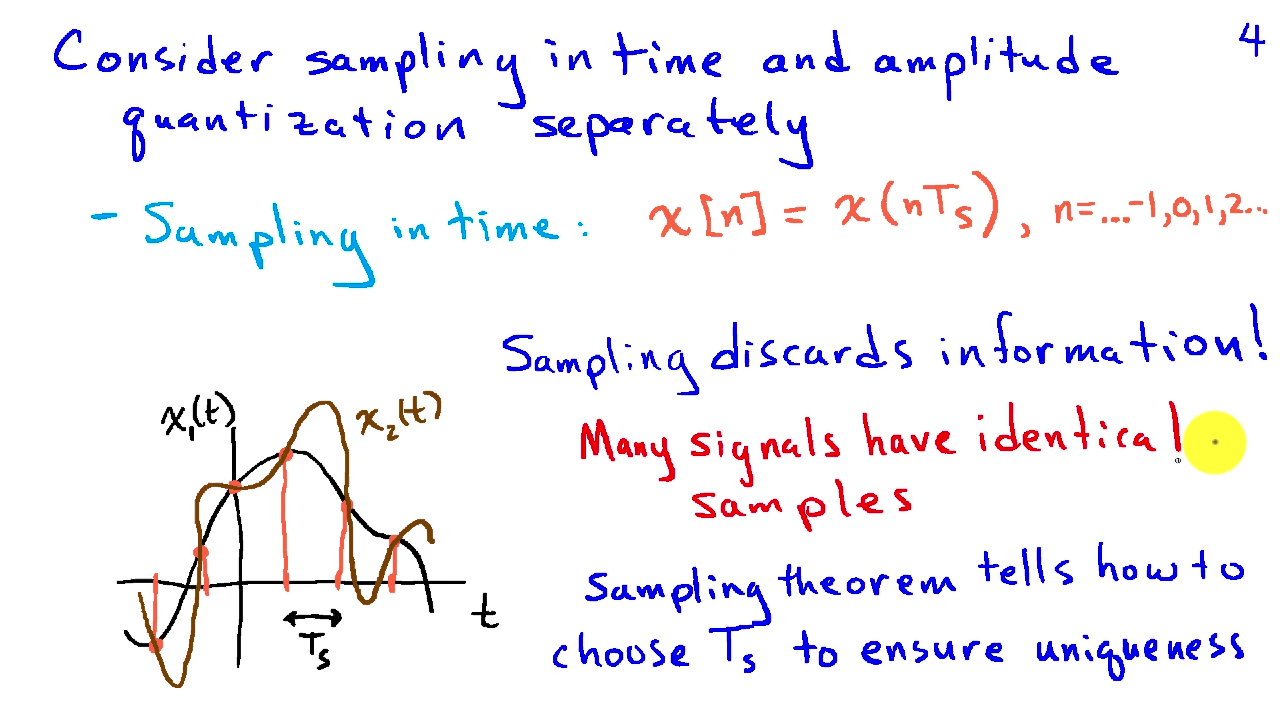 4
Consider sampling in time and amplitude
quantization separately
- Sampling in time: x[n] = x(nTs), n=...-1,0,1,2...
Sampling discards information!
x₁(t) x₂(t)
Many signals have identical
samples
Sampling theorem tells how to
t
Ts
choose Ts to ensure uniqueness